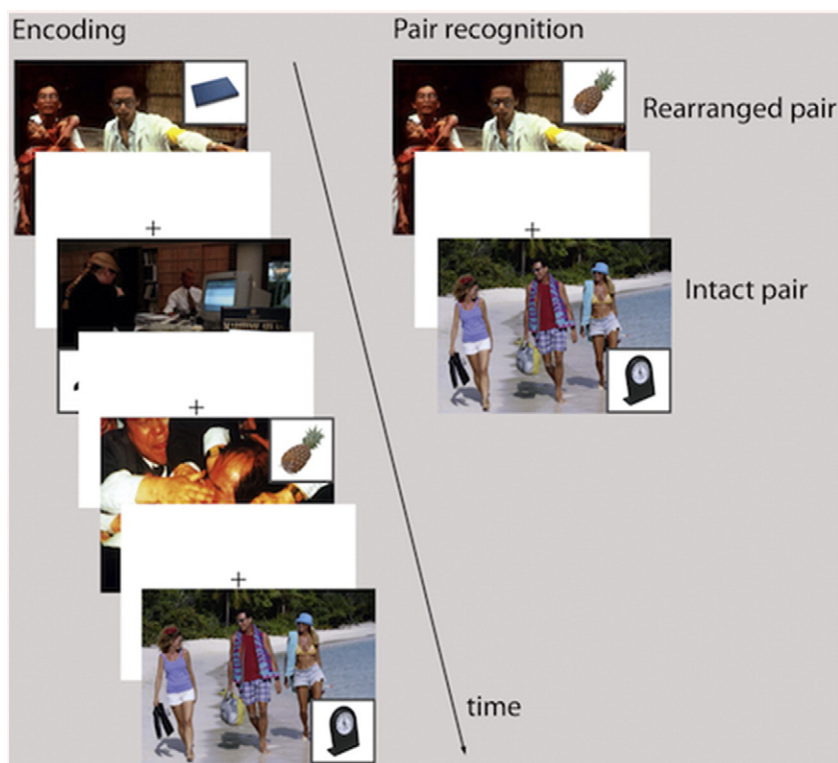 Encoding
Pair recognition
Rearranged pair
Intact pair
time